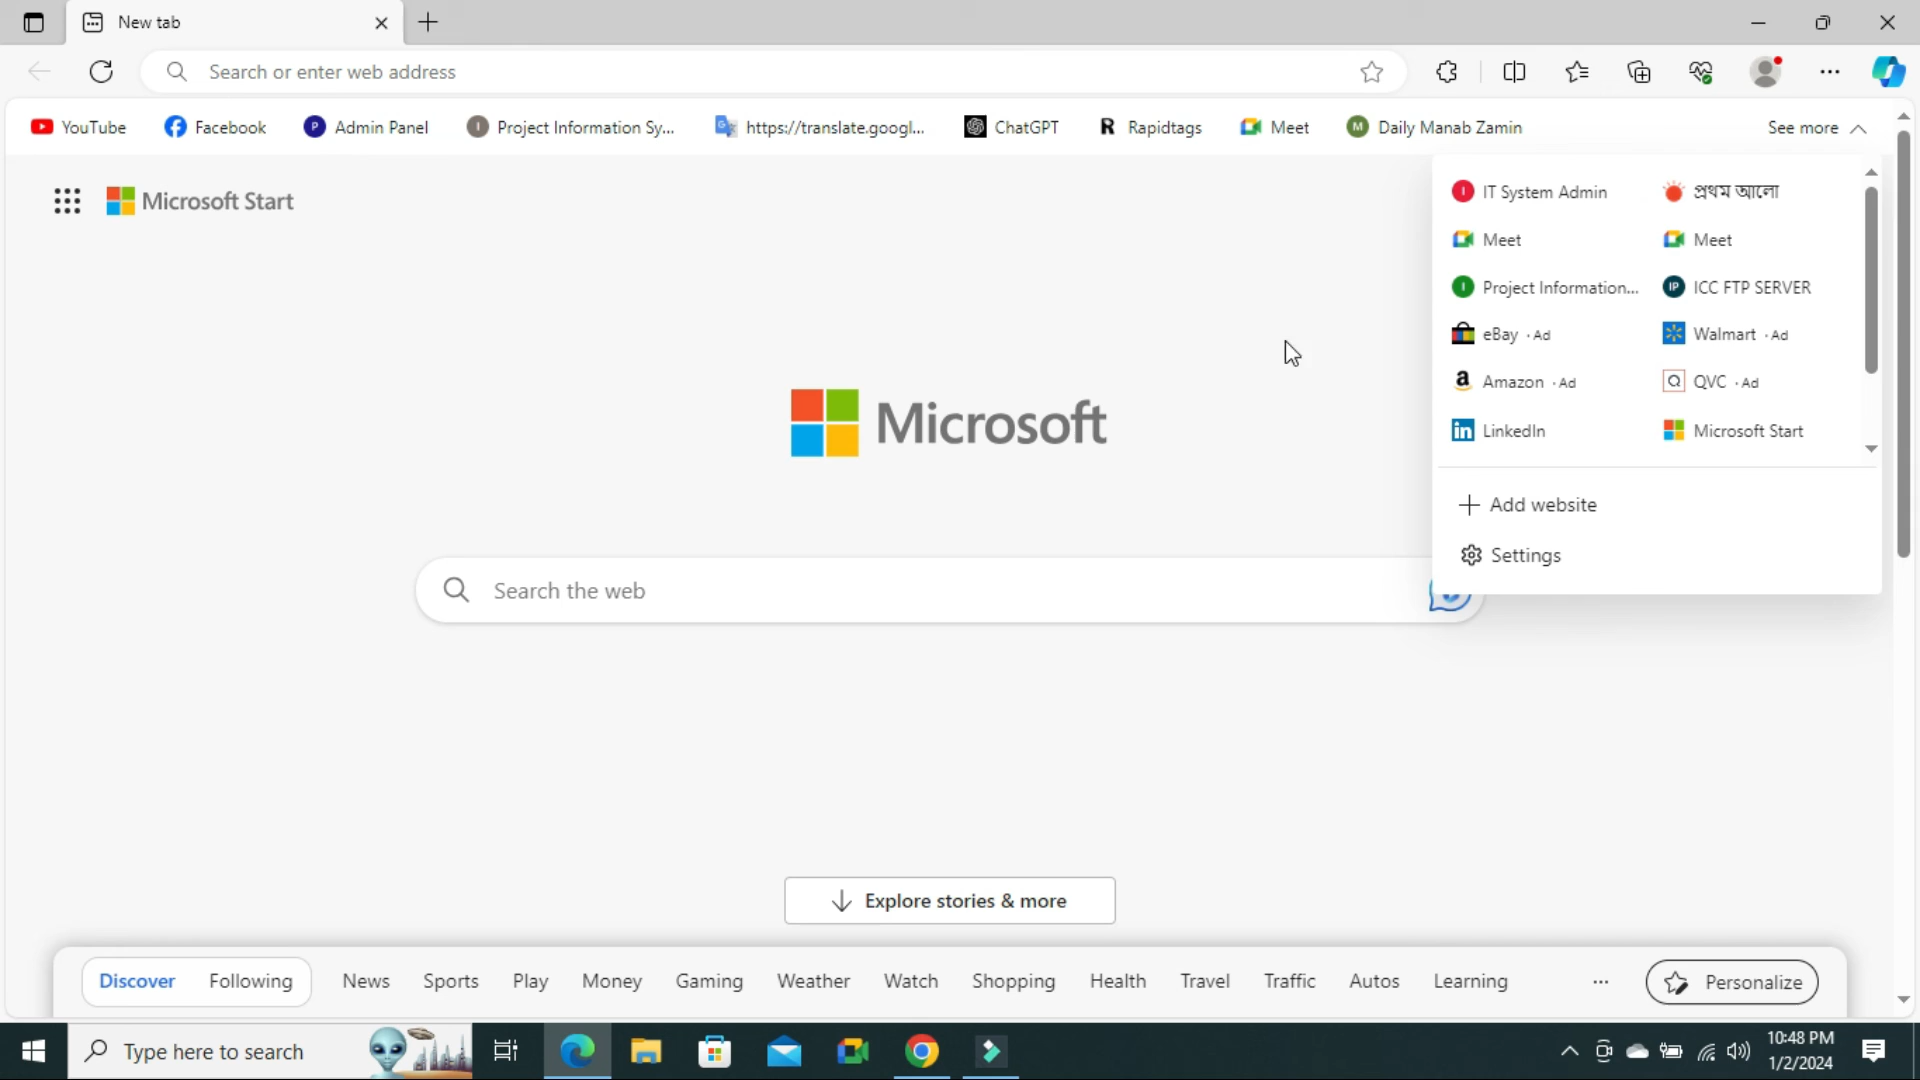 New tab
Search or enter web address
YouTube Facebook Admin Panel Project Information Sy... https://translate.googl... ChatGPT Rapidtags Meet Daily Manab Zamin See more
Microsoft Start
IT System Admin প্রথম আলো
Meet Meet
Project Information... ICC FTP SERVER
eBay · Ad Walmart · Ad
Amazon · Ad QVC · Ad
LinkedIn Microsoft Start
Add website
Settings
Microsoft
Search the web
Explore stories & more
Discover Following News Sports Play Money Gaming Weather Watch Shopping Health Travel Traffic Autos Learning ... Personalize
Type here to search
10:48 PM
1/2/2024